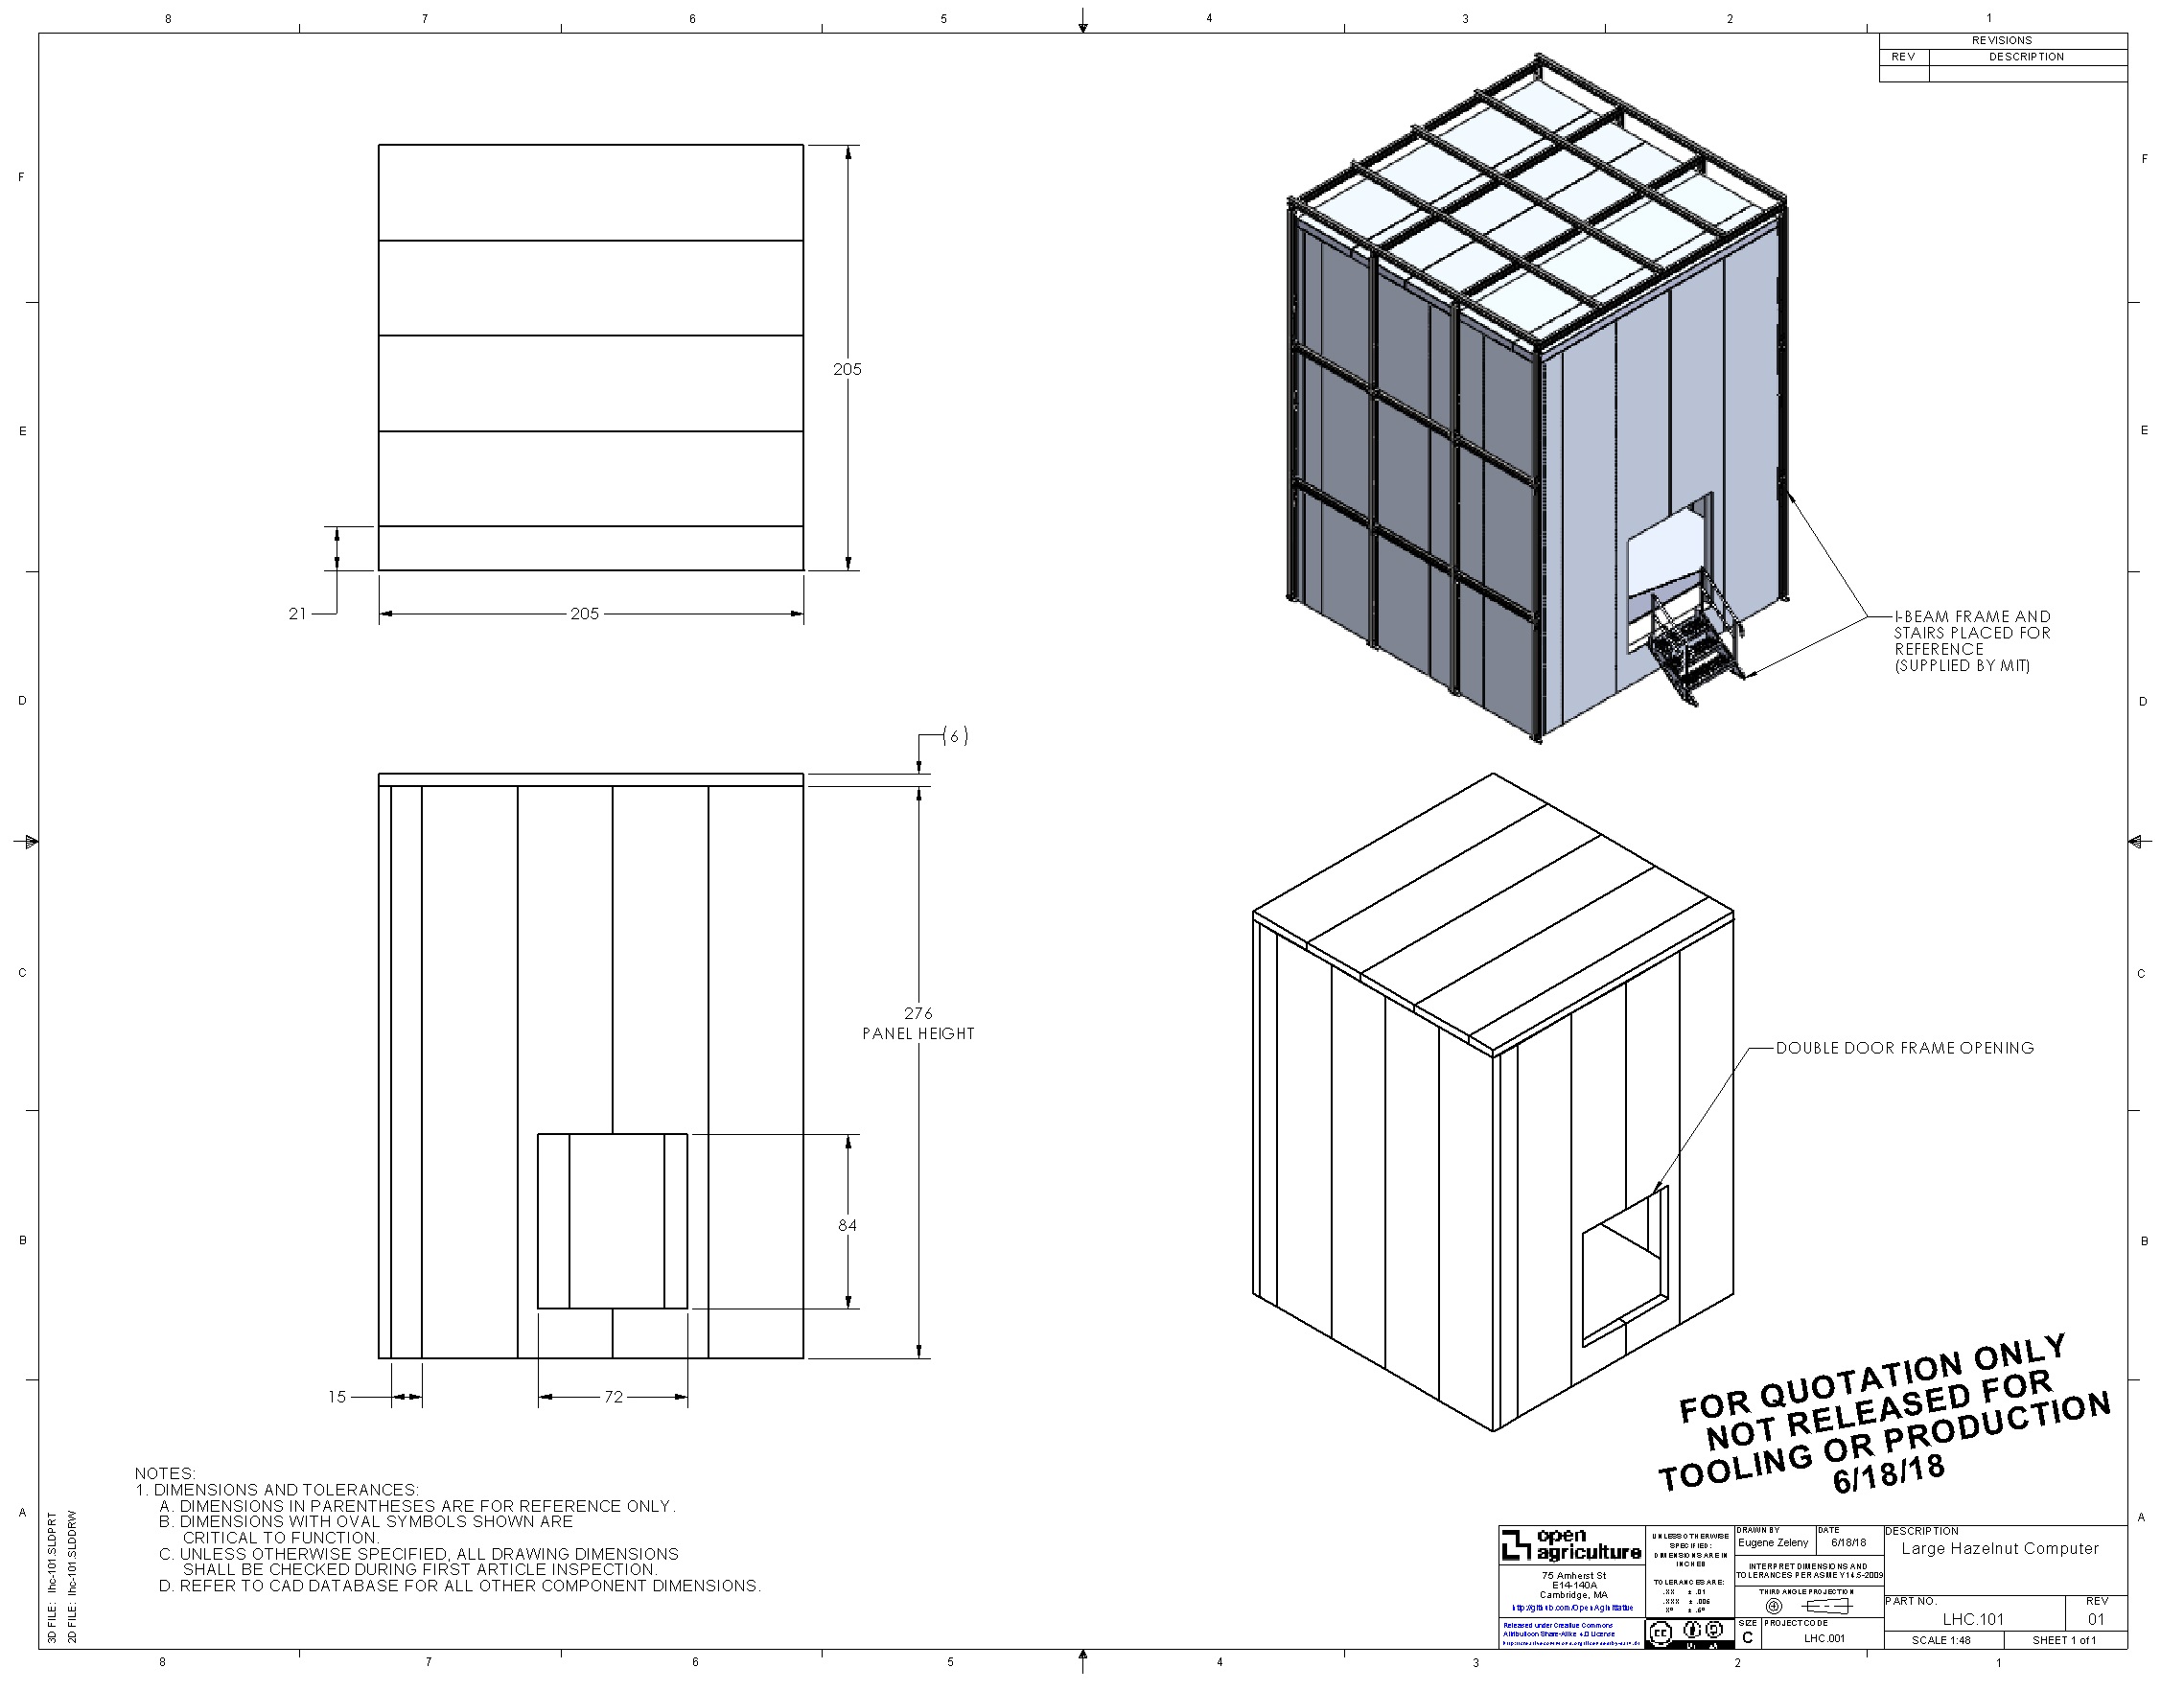 8 7 6 5 4 3 2 1
REVISIONS
REV DESCRIPTION
F F
205
E E
21
205
I-BEAM FRAME AND
STAIRS PLACED FOR
REFERENCE
(SUPPLIED BY MIT)
D D
(6)
C C
276
PANEL HEIGHT
DOUBLE DOOR FRAME OPENING
84
B B
15
72
FOR QUOTATION ONLY
NOT RELEASED FOR
TOOLING OR PRODUCTION
6/18/18
NOTES:
1. DIMENSIONS AND TOLERANCES:
A. DIMENSIONS IN PARENTHESES ARE FOR REFERENCE ONLY.
B. DIMENSIONS WITH OVAL SYMBOLS SHOWN ARE
CRITICAL TO FUNCTION.
C. UNLESS OTHERWISE SPECIFIED, ALL DRAWING DIMENSIONS
SHALL BE CHECKED DURING FIRST ARTICLE INSPECTION.
D. REFER TO CAD DATABASE FOR ALL OTHER COMPONENT DIMENSIONS.
A A
3D FILE: lhc-101.SLDPRT
2D FILE: lhc-101.SLDDRW
open
agriculture
75 Amherst St
E14-140A
Cambridge, MA
http://github.com/OpenAgInitiative
Released under Creative Commons
Attribution Share-Alike 4.0 License
UNLESS OTHERWISE
SPECIFIED:
DIMENSIONS ARE IN
INCHES
TOLERANCES ARE:
.XX ± .01
.XXX ± .005
X° ± .5°
DRAWN BY
Eugene Zeleny
DATE
6/18/18
INTERPRET DIMENSIONS AND
TOLERANCES PER ASME Y14.5-2009
THIRD ANGLE PROJECTION
SIZE
C
PROJECT CODE
LHC.001
DESCRIPTION
Large Hazelnut Computer
PART NO.
LHC.101
REV
01
SCALE 1:48
SHEET 1 of 1
8 7 6 5 4 3 2 1